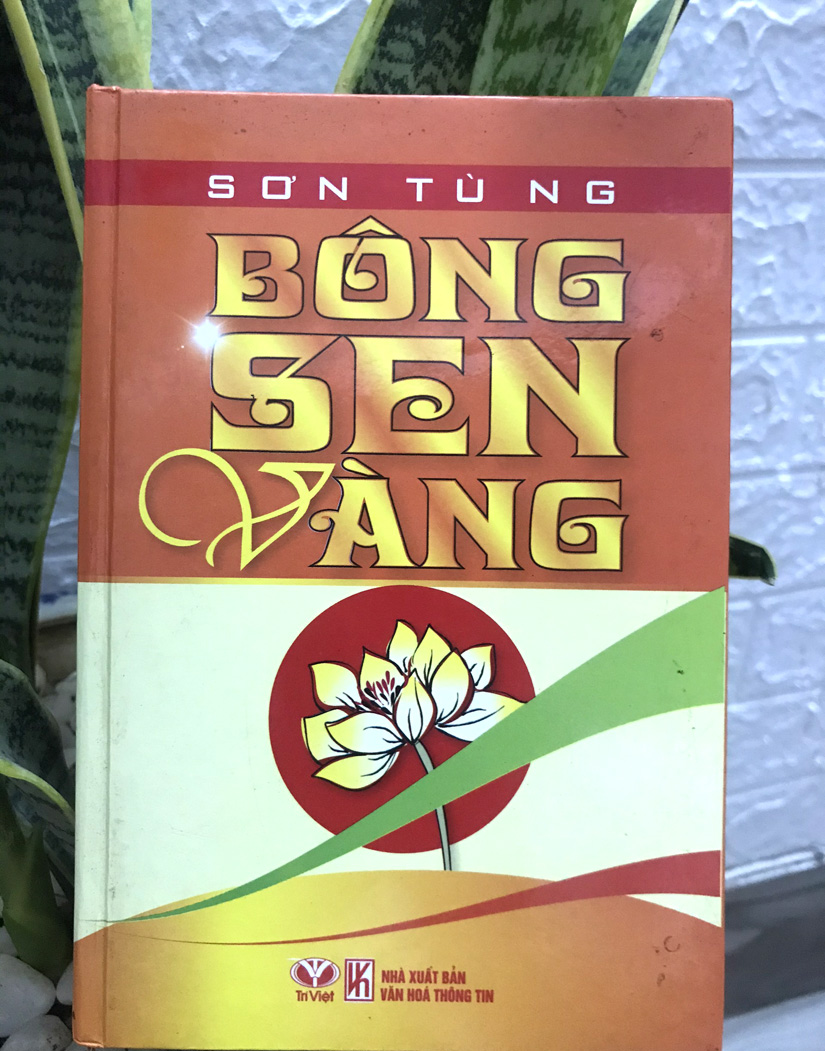 SƠN TÙNG
BÔNG
SEN
VÀNG
Trí Việt
NHÀ XUẤT BẢN
VĂN HOÁ THÔNG TIN